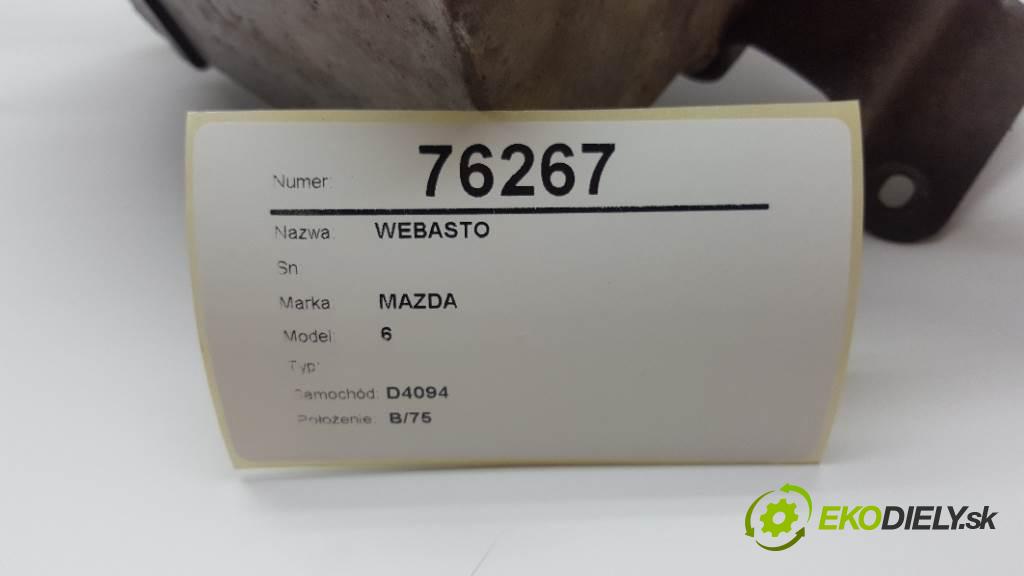 Numer: 76267
Nazwa: WEBASTO
Sn
Marka MAZDA
Model: 6
Typ:
Samochód: D4094
Położenie: B/75
EKODIELY.sk